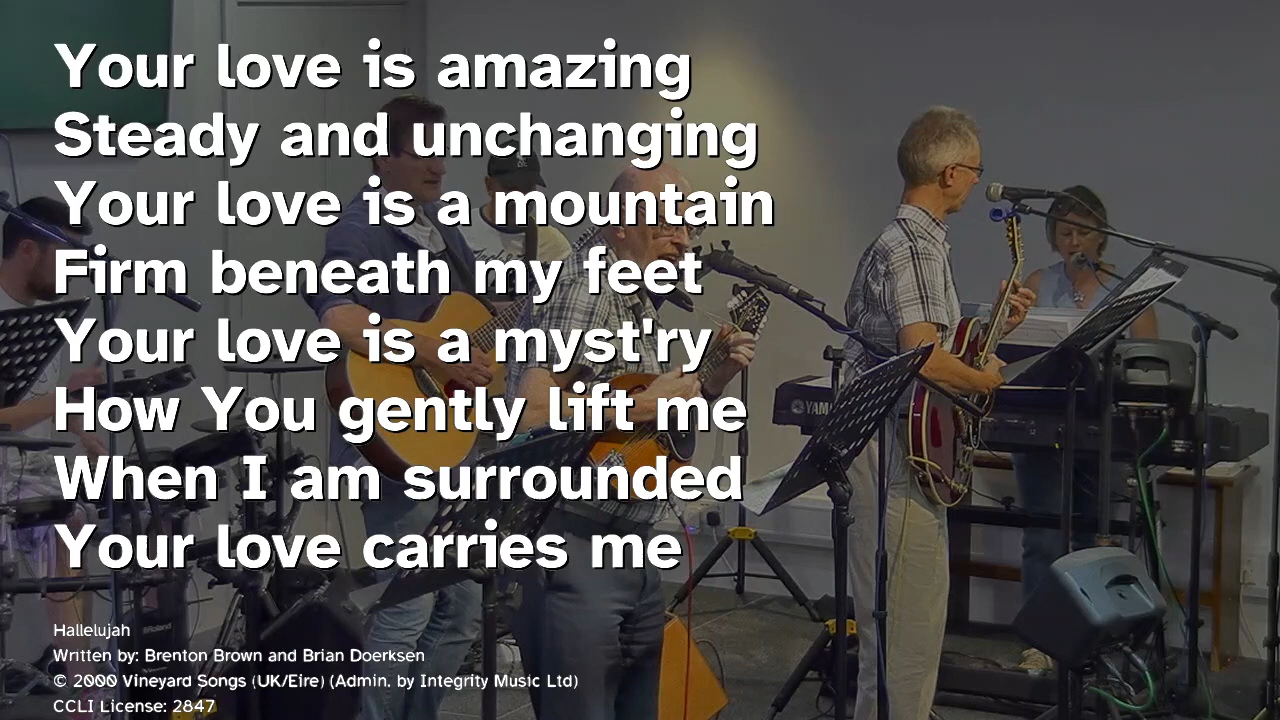 Your love is amazing
Steady and unchanging
Your love is a mountain
Firm beneath my feet
Your love is a myst'ry
How You gently lift me
When I am surrounded
Your love carries me
YAM
Roland
Hallelujah
Written by: Brenton Brown and Brian Doerksen
© 2000 Vineyard Songs (UK/Eire) (Admin. by Integrity Music Ltd)
CCLI License: 2847